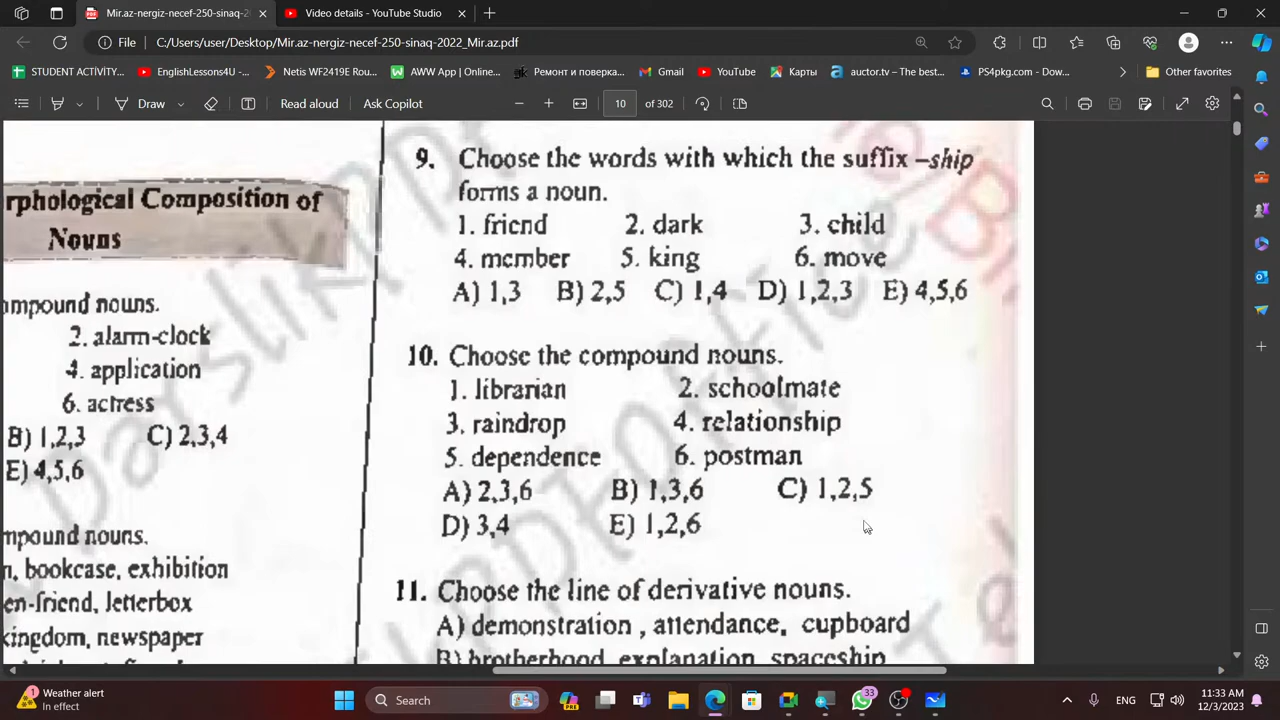 Mir.az-nergiz-necef-250-sinaq-2
Video details - YouTube Studio
File
C:/Users/user/Desktop/Mir.az-nergiz-necef-250-sinaq-2022_Mir.az.pdf
STUDENT ACTİVİTY
EnglishLessons4U -...
Netis WF2419E Rou...
AWW App | Online...
Ремонт и поверка...
Gmail
YouTube
Карты
auctor.tv – The best...
PS4pkg.com - Dow...
Other favorites
Draw
Read aloud
Ask Copilot
10
of 302
rphological Composition of
Nouns
ompound nouns.
2. alarm-clock
4. application
6. actress
B) 1,2,3 C) 2,3,4
E) 4,5,6
mpound nouns.
n, bookcase, exhibition
en-friend, letterbox
kingdom, newspaper
9. Choose the words with which the suffix –ship
forms a noun.
1. friend 2. dark 3. child
4. member 5. king 6. move
A) 1,3 B) 2,5 C) 1,4 D) 1,2,3 E) 4,5,6
10. Choose the compound nouns.
1. librarian 2. schoolmate
3. raindrop 4. relationship
5. dependence 6. postman
A) 2,3,6 B) 1,3,6 C) 1,2,5
D) 3,4 E) 1,2,6
11. Choose the line of derivative nouns.
A) demonstration , attendance, cupboard
B) brotherhood, explanation, spaceship
Weather alert
In effect
Search
33
ENG
11:33 AM
12/3/2023